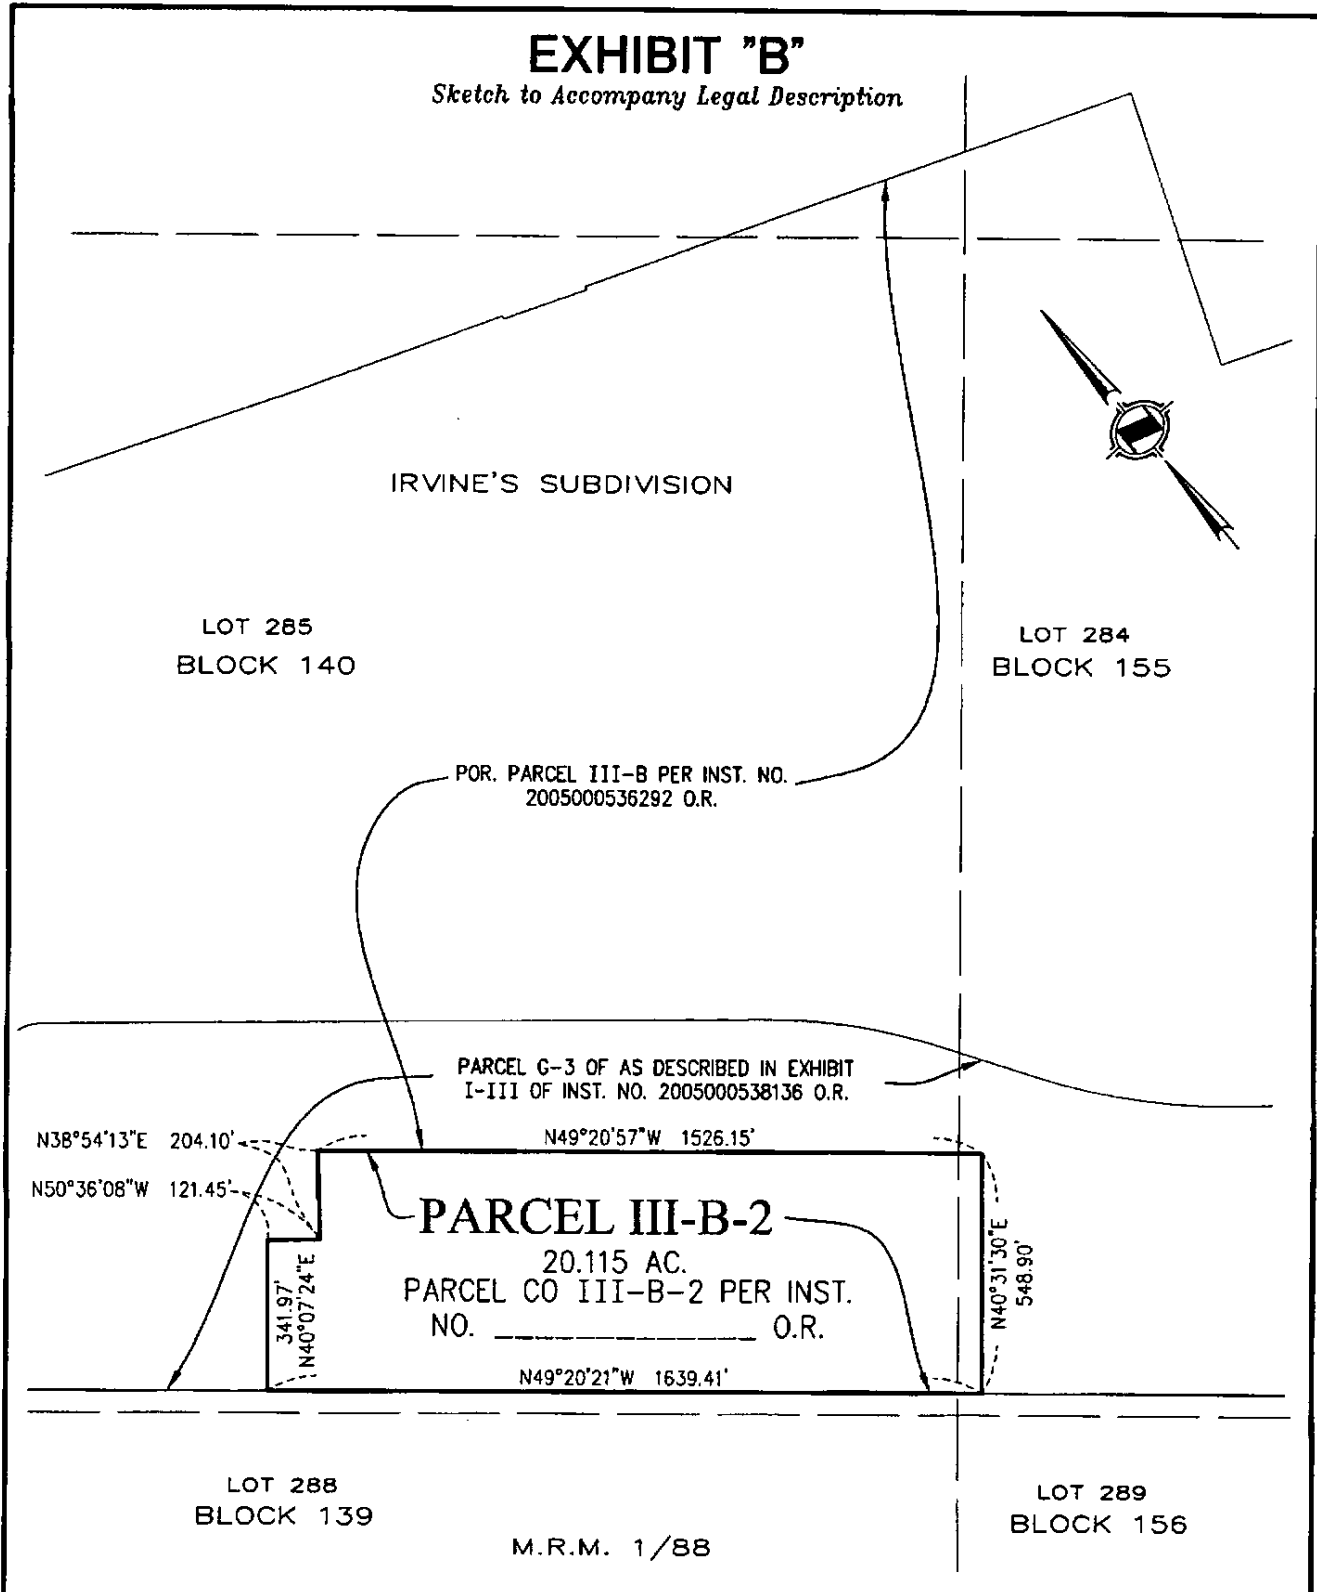 EXHIBIT "B"
Sketch to Accompany Legal Description
IRVINE'S SUBDIVISION
LOT 285
BLOCK 140
LOT 284
BLOCK 155
POR. PARCEL III-B PER INST. NO.
2005000536292 O.R.
PARCEL G-3 OF AS DESCRIBED IN EXHIBIT
I-III OF INST. NO. 2005000538136 O.R.
N38°54'13"E 204.10'
N49°20'57"W 1526.15'
N50°36'08"W 121.45'
PARCEL III-B-2
20.115 AC.
PARCEL CO III-B-2 PER INST.
NO. ______________ O.R.
341.97'
N40°07'24"E
N40°31'30"E
548.90'
N49°20'21"W 1639.41'
LOT 288
BLOCK 139
LOT 289
BLOCK 156
M.R.M. 1/88